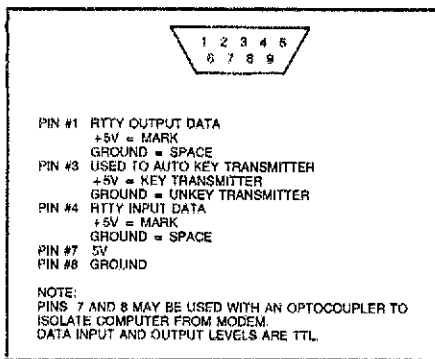 1 2 3 4 5
6 7 8 9
PIN #1 RTTY OUTPUT DATA
+5V = MARK
GROUND = SPACE
PIN #3 USED TO AUTO KEY TRANSMITTER
+5V = KEY TRANSMITTER
GROUND = UNKEY TRANSMITTER
PIN #4 RTTY INPUT DATA
+5V = MARK
GROUND = SPACE
PIN #7 5V
PIN #8 GROUND
NOTE:
PINS 7 AND 8 MAY BE USED WITH AN OPTOCOUPLER TO
ISOLATE COMPUTER FROM MODEM.
DATA INPUT AND OUTPUT LEVELS ARE TTL.